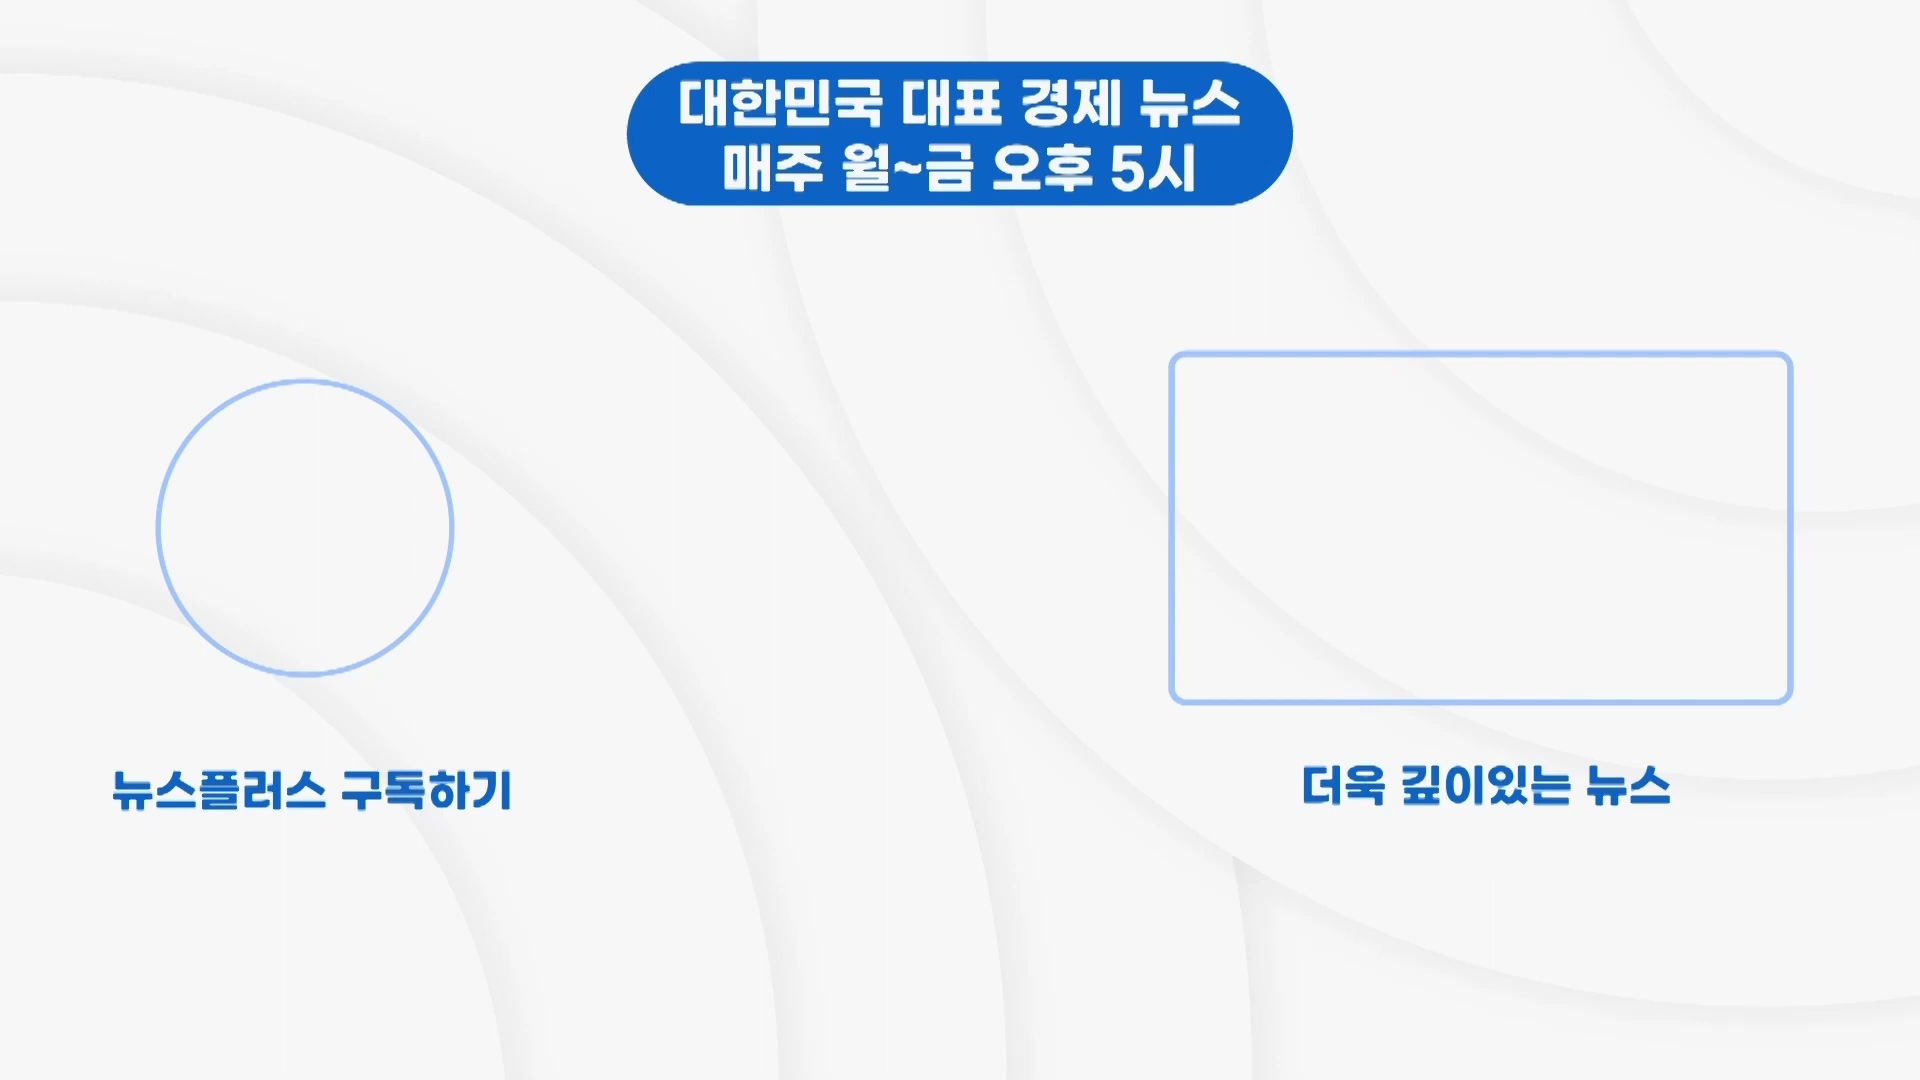 대한민국 대표 경제 뉴스
매주 월~금 오후 5시
뉴스플러스 구독하기
더욱 깊이있는 뉴스